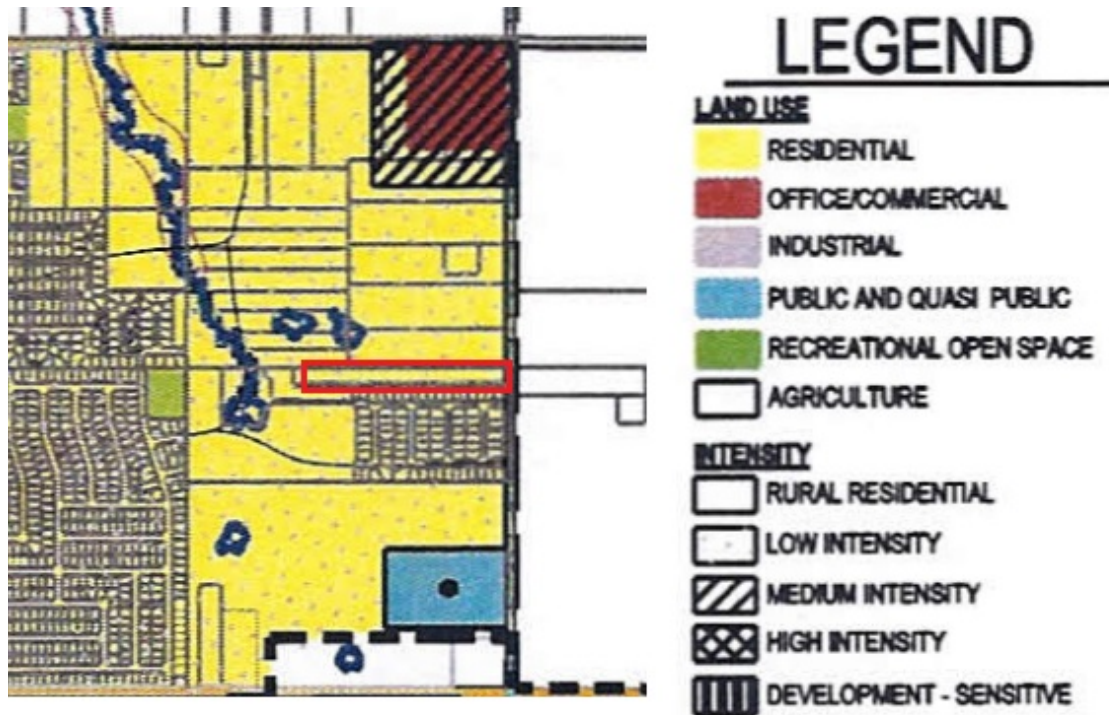 LEGEND
LAND USE
RESIDENTIAL
OFFICE/COMMERCIAL
INDUSTRIAL
PUBLIC AND QUASI PUBLIC
RECREATIONAL OPEN SPACE
AGRICULTURE
INTENSITY
RURAL RESIDENTIAL
LOW INTENSITY
MEDIUM INTENSITY
HIGH INTENSITY
DEVELOPMENT - SENSITIVE